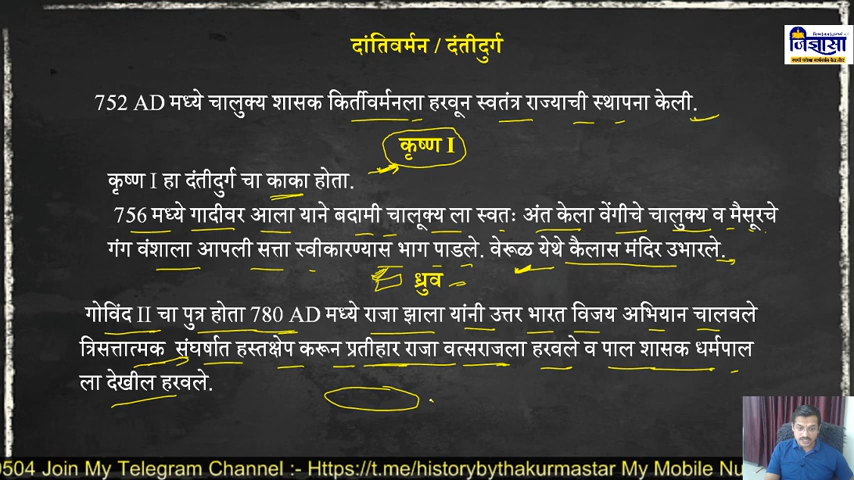 दांतिवर्मन / दंतीदुर्ग
जिज्ञासा
752 AD मध्ये चालुक्य शासक किर्तीवर्मनला हरवून स्वतंत्र राज्याची स्थापना केली.
कृष्ण I
कृष्ण I हा दंतीदुर्ग चा काका होता.
756 मध्ये गादीवर आला याने बदामी चालूक्य ला स्वतः अंत केला वेंगीचे चालुक्य व मैसूरचे
गंग वंशाला आपली सत्ता स्वीकारण्यास भाग पाडले. वेरूळ येथे कैलास मंदिर उभारले.
ध्रुव
गोविंद II चा पुत्र होता 780 AD मध्ये राजा झाला यांनी उत्तर भारत विजय अभियान चालवले
त्रिसत्तात्मक संघर्षात हस्तक्षेप करून प्रतीहार राजा वत्सराजला हरवले व पाल शासक धर्मपाल
ला देखील हरवले.
9504 Join My Telegram Channel :- Https://t.me/historybythakurmastar My Mobile Nu